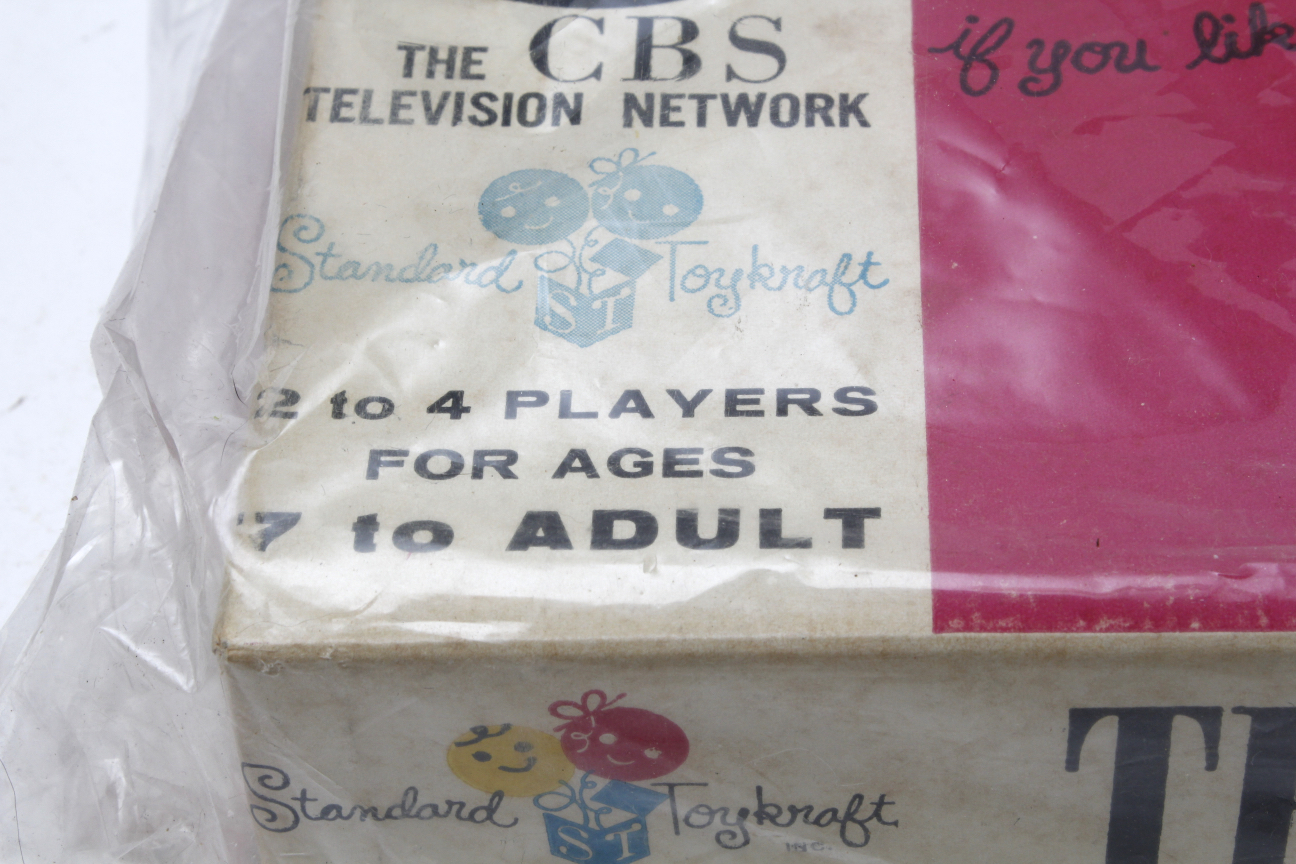 THE CBS
TELEVISION NETWORK
if you lik
Standard Toykraft
ST
2 to 4 PLAYERS
FOR AGES
7 to ADULT
Standard Toykraft
INC.
ST
T